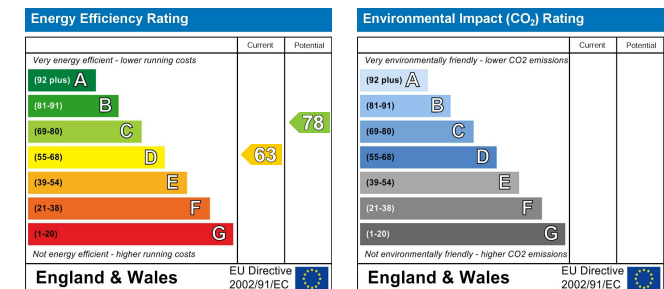 Energy Efficiency Rating
Current Potential
Very energy efficient - lower running costs
(92 plus) A
(81-91) B
(69-80) C
78
(55-68) D
63
(39-54) E
(21-38) F
(1-20) G
Not energy efficient - higher running costs
England & Wales
EU Directive
2002/91/EC
Environmental Impact (CO₂) Rating
Current Potential
Very environmentally friendly - lower CO2 emissions
(92 plus) A
(81-91) B
(69-80) C
(55-68) D
(39-54) E
(21-38) F
(1-20) G
Not environmentally friendly - higher CO2 emissions
England & Wales
EU Directive
2002/91/EC